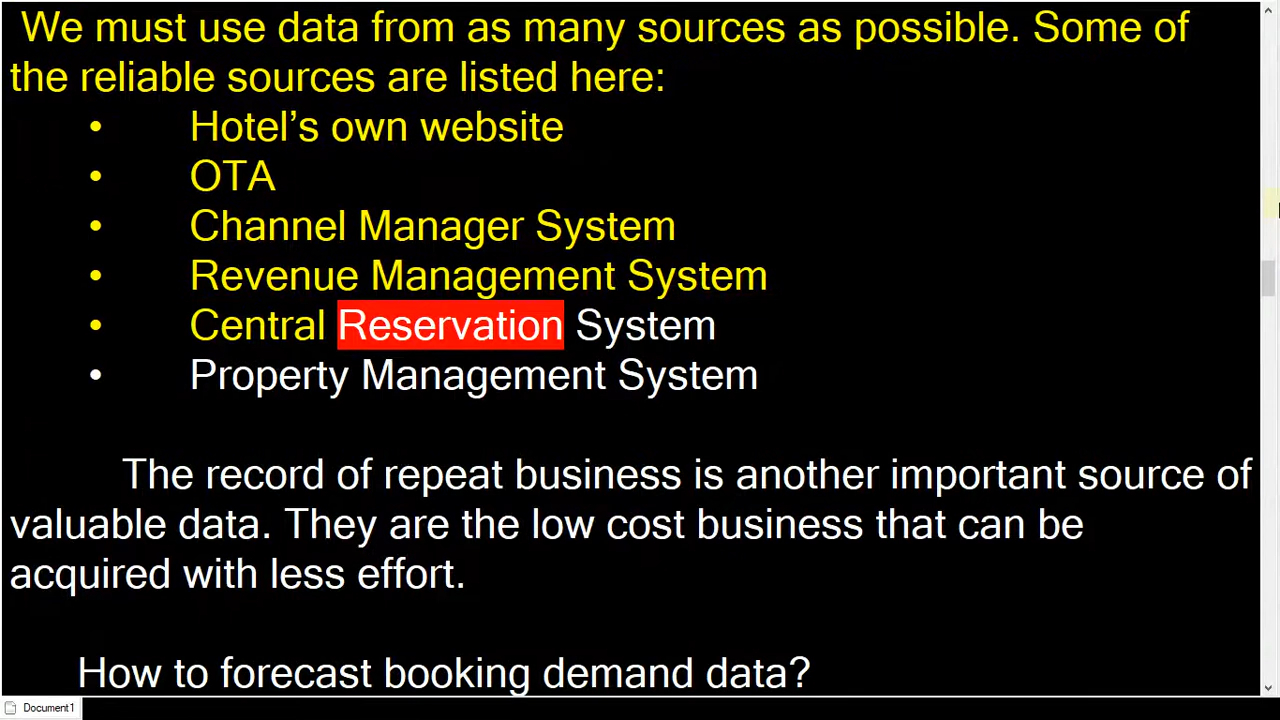 We must use data from as many sources as possible. Some of
the reliable sources are listed here:
• Hotel’s own website
• OTA
• Channel Manager System
• Revenue Management System
• Central Reservation System
• Property Management System
The record of repeat business is another important source of
valuable data. They are the low cost business that can be
acquired with less effort.
How to forecast booking demand data?
Document1